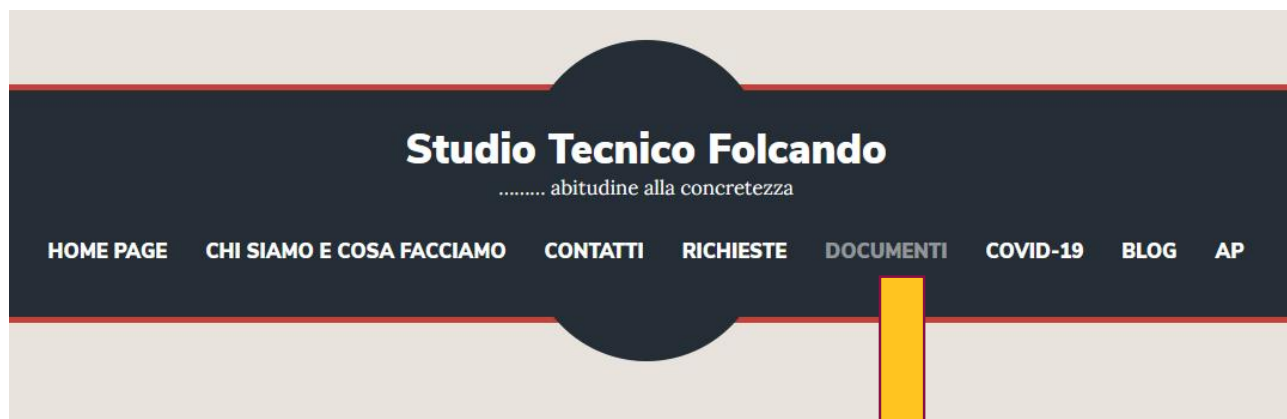 Studio Tecnico Folcando
......... abitudine alla concretezza
HOME PAGE CHI SIAMO E COSA FACCIAMO CONTATTI RICHIESTE DOCUMENTI COVID-19 BLOG AP